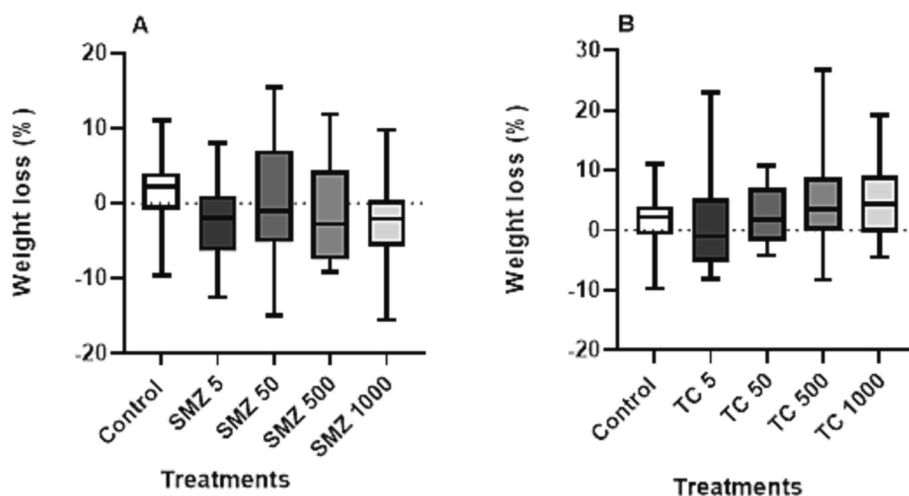 A
Weight loss (%)
20
10
0
-10
-20
Control
SMZ 5
SMZ 50
SMZ 500
SMZ 1000
Treatments
B
Weight loss (%)
30
20
10
0
-10
-20
Control
TC 5
TC 50
TC 500
TC 1000
Treatments